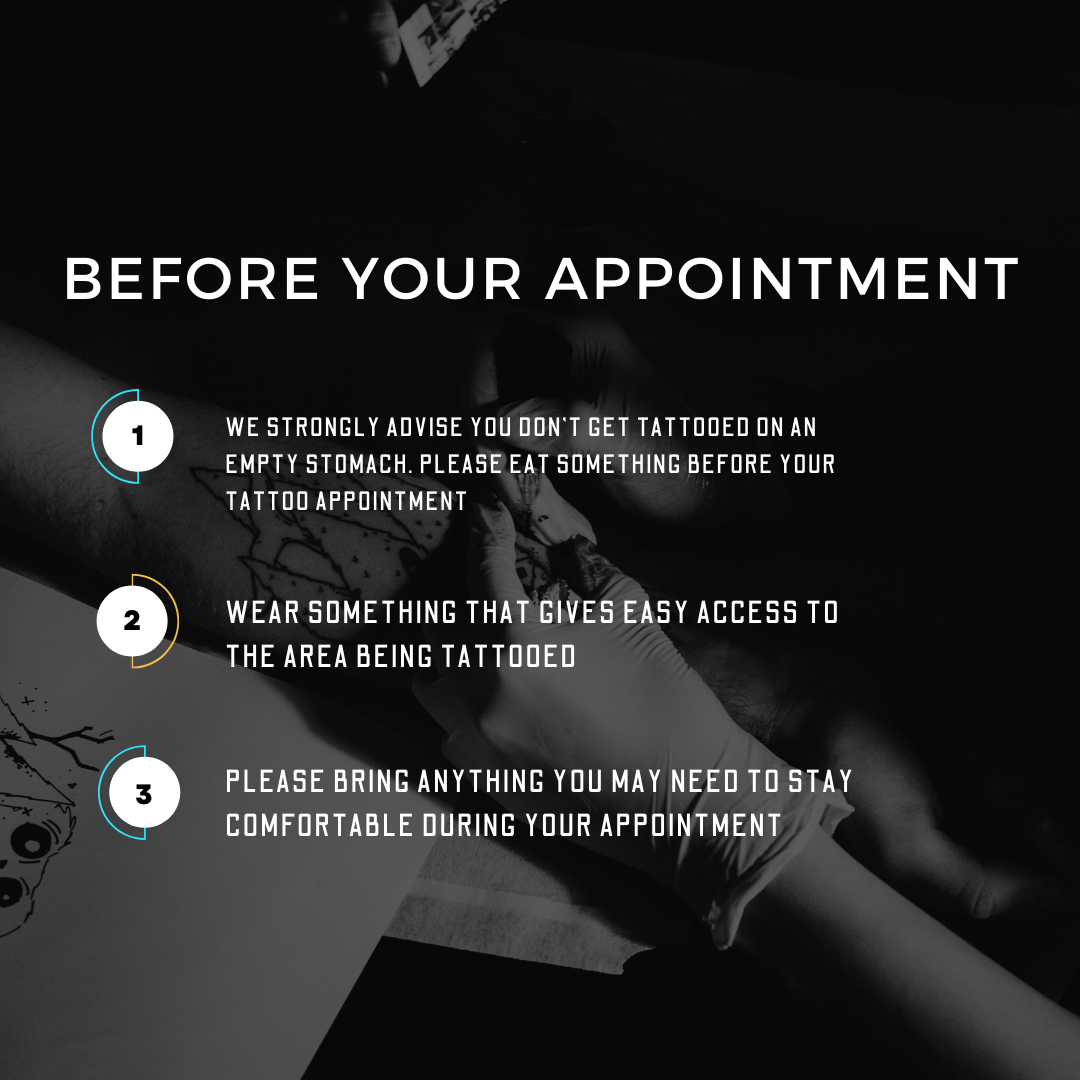 BEFORE YOUR APPOINTMENT
1
WE STRONGLY ADVISE YOU DON'T GET TATTOOED ON AN
EMPTY STOMACH. PLEASE EAT SOMETHING BEFORE YOUR
TATTOO APPOINTMENT
2
WEAR SOMETHING THAT GIVES EASY ACCESS TO
THE AREA BEING TATTOOED
3
PLEASE BRING ANYTHING YOU MAY NEED TO STAY
COMFORTABLE DURING YOUR APPOINTMENT